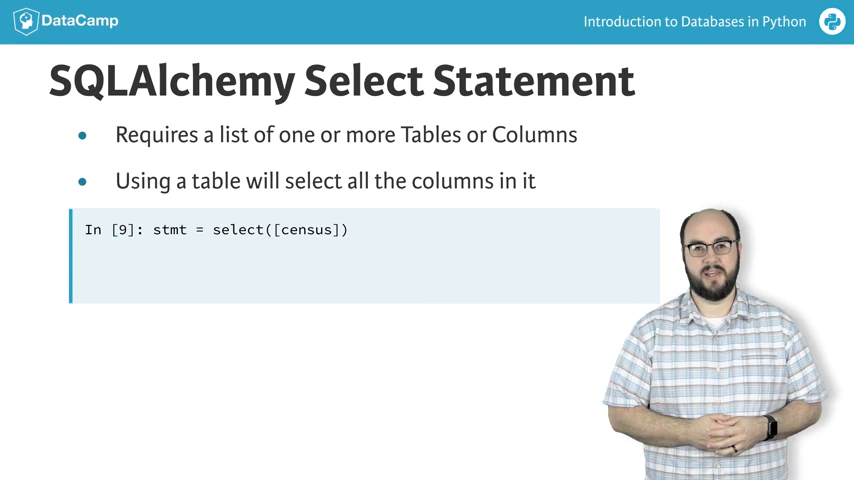 DataCamp
Introduction to Databases in Python
SQLAlchemy Select Statement
Requires a list of one or more Tables or Columns
Using a table will select all the columns in it
In [9]: stmt = select([census])